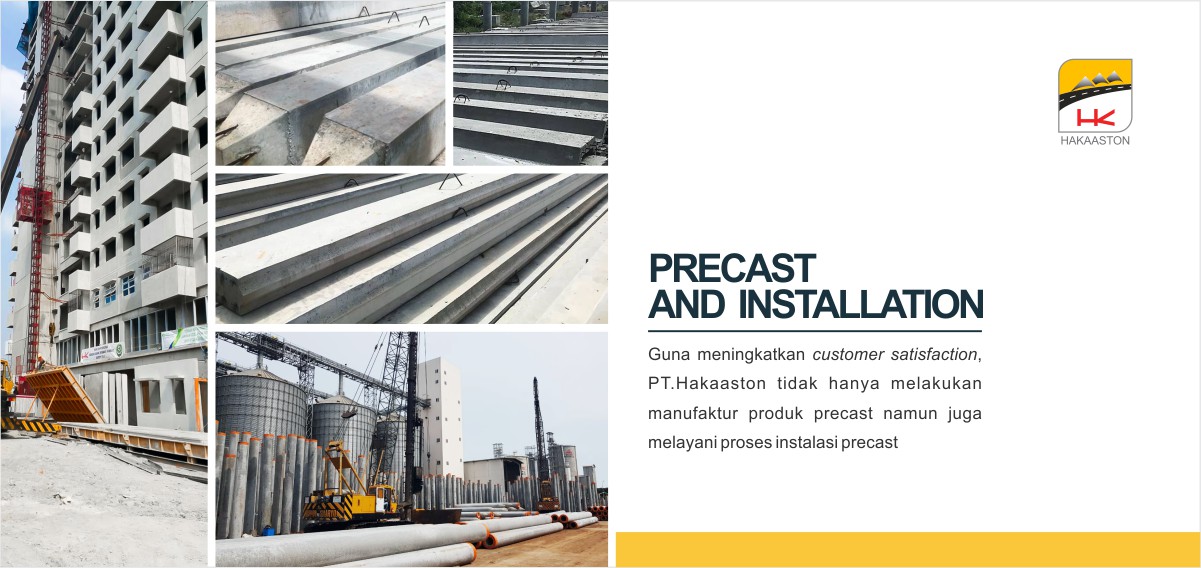 HK
HAKAASTON
PRECAST
AND INSTALLATION
Guna meningkatkan customer satisfaction,
PT.Hakaaston tidak hanya melakukan
manufaktur produk precast namun juga
melayani proses instalasi precast